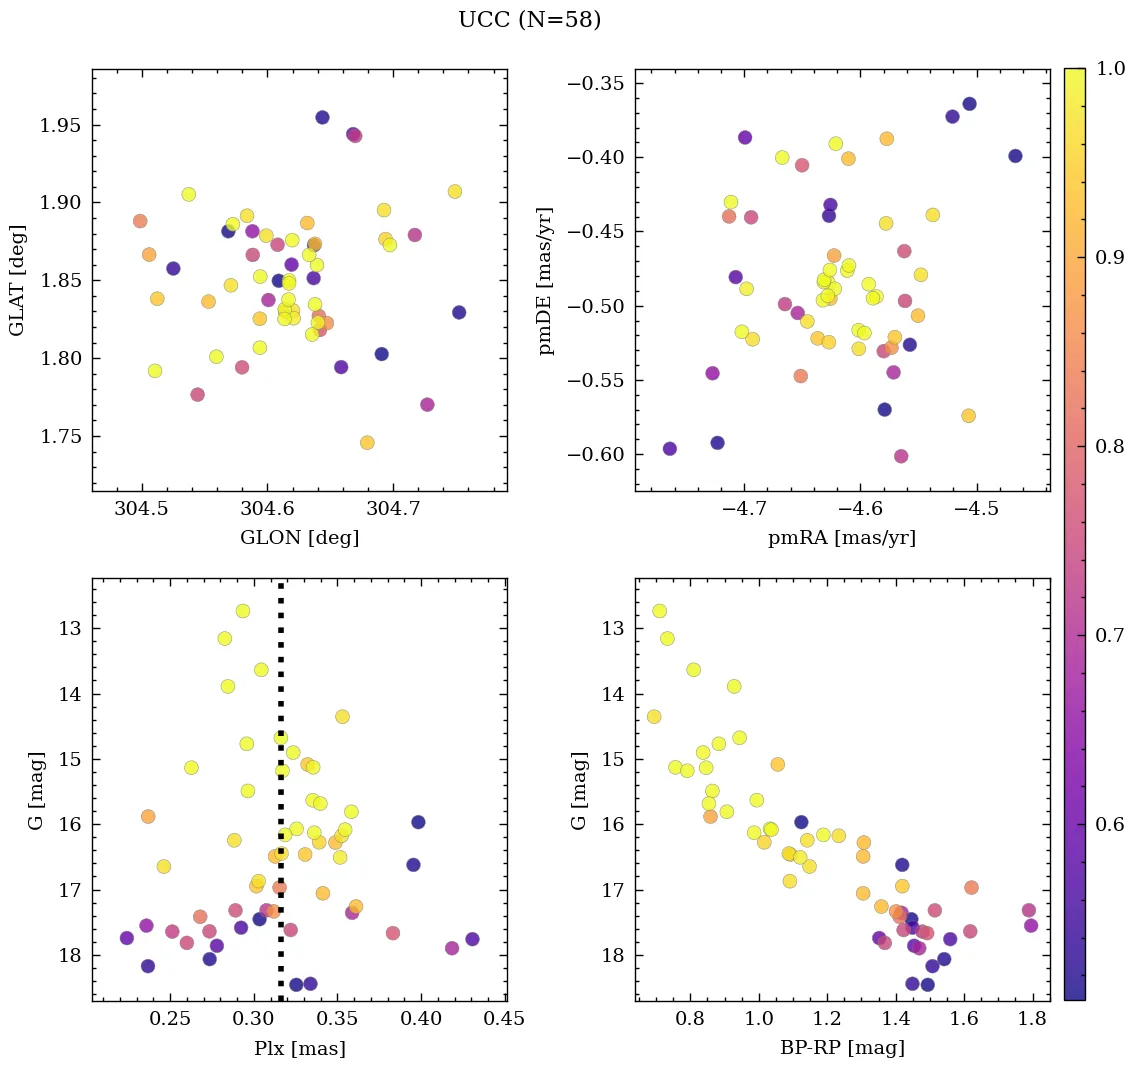 UCC (N=58)
1.95
1.90
1.85
1.80
1.75
GLAT [deg]
304.5 304.6 304.7
GLON [deg]
−0.35
−0.40
−0.45
−0.50
−0.55
−0.60
pmDE [mas/yr]
−4.7 −4.6 −4.5
pmRA [mas/yr]
1.0
0.9
0.8
0.7
0.6
13
14
15
16
17
18
G [mag]
0.25 0.30 0.35 0.40 0.45
Plx [mas]
13
14
15
16
17
18
G [mag]
0.8 1.0 1.2 1.4 1.6 1.8
BP-RP [mag]